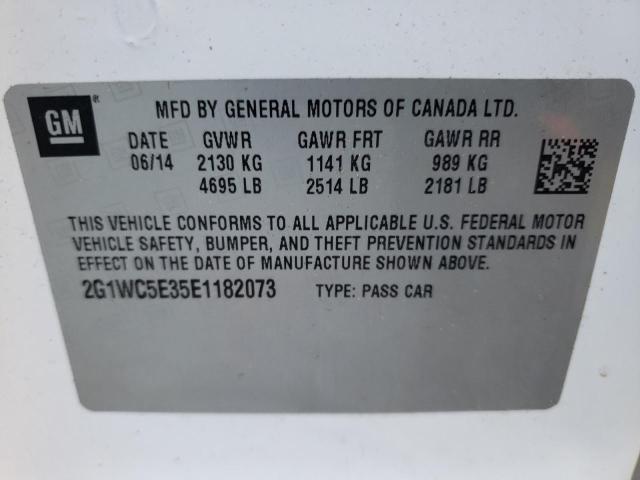 GM ® MFD BY GENERAL MOTORS OF CANADA LTD.
DATE GVWR GAWR FRT GAWR RR
06/14 2130 KG 1141 KG 989 KG
4695 LB 2514 LB 2181 LB
THIS VEHICLE CONFORMS TO ALL APPLICABLE U.S. FEDERAL MOTOR
VEHICLE SAFETY, BUMPER, AND THEFT PREVENTION STANDARDS IN
EFFECT ON THE DATE OF MANUFACTURE SHOWN ABOVE.
2G1WC5E35E1182073 TYPE: PASS CAR